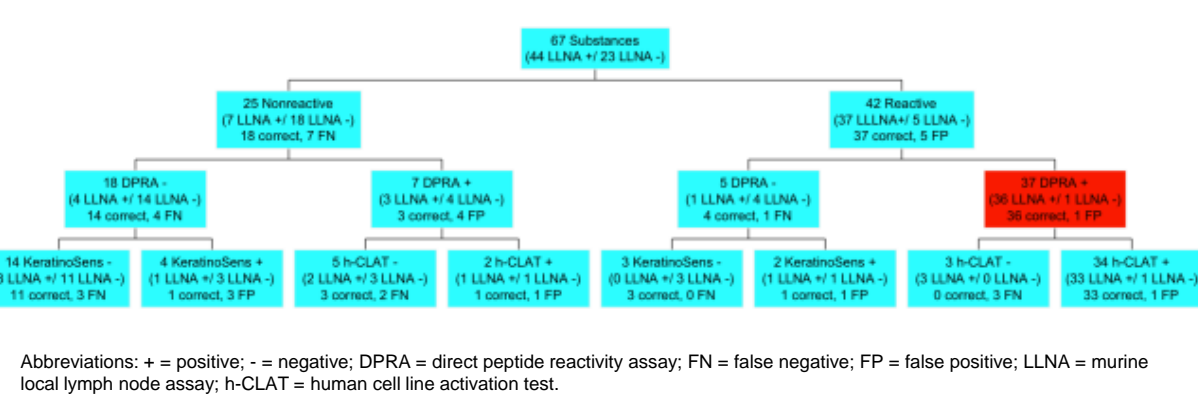 67 Substances
(44 LLNA +/ 23 LLNA -)
25 Nonreactive
(7 LLNA +/ 18 LLNA -)
18 correct, 7 FN
42 Reactive
(37 LLLNA+/ 5 LLNA -)
37 correct, 5 FP
18 DPRA -
(4 LLNA +/ 14 LLNA -)
14 correct, 4 FN
7 DPRA +
(3 LLNA +/ 4 LLNA -)
3 correct, 4 FP
5 DPRA -
(1 LLNA +/ 4 LLNA -)
4 correct, 1 FN
37 DPRA +
(36 LLNA +/ 1 LLNA -)
36 correct, 1 FP
14 KeratinoSens -
3 LLNA +/ 11 LLNA -)
11 correct, 3 FN
4 KeratinoSens +
(1 LLNA +/ 3 LLNA -)
1 correct, 3 FP
5 h-CLAT -
(2 LLNA +/ 3 LLNA -)
3 correct, 2 FN
2 h-CLAT +
(1 LLNA +/ 1 LLNA -)
1 correct, 1 FP
3 KeratinoSens -
(0 LLNA +/ 3 LLNA -)
3 correct, 0 FN
2 KeratinoSens +
(1 LLNA +/ 1 LLNA -)
1 correct, 1 FP
3 h-CLAT -
(3 LLNA +/ 0 LLNA -)
0 correct, 3 FN
34 h-CLAT +
(33 LLNA +/ 1 LLNA -)
33 correct, 1 FP
Abbreviations: + = positive; - = negative; DPRA = direct peptide reactivity assay; FN = false negative; FP = false positive; LLNA = murine
local lymph node assay; h-CLAT = human cell line activation test.